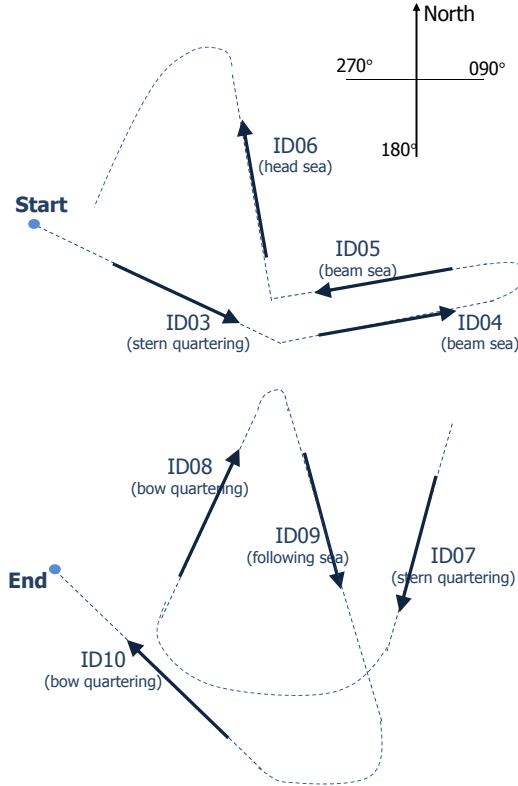 North
270°
090°
180°
ID06
(head sea)
Start
ID05
(beam sea)
ID03
(stern quartering)
ID04
(beam sea)
ID08
(bow quartering)
ID09
(following sea)
ID07
(stern quartering)
End
ID10
(bow quartering)